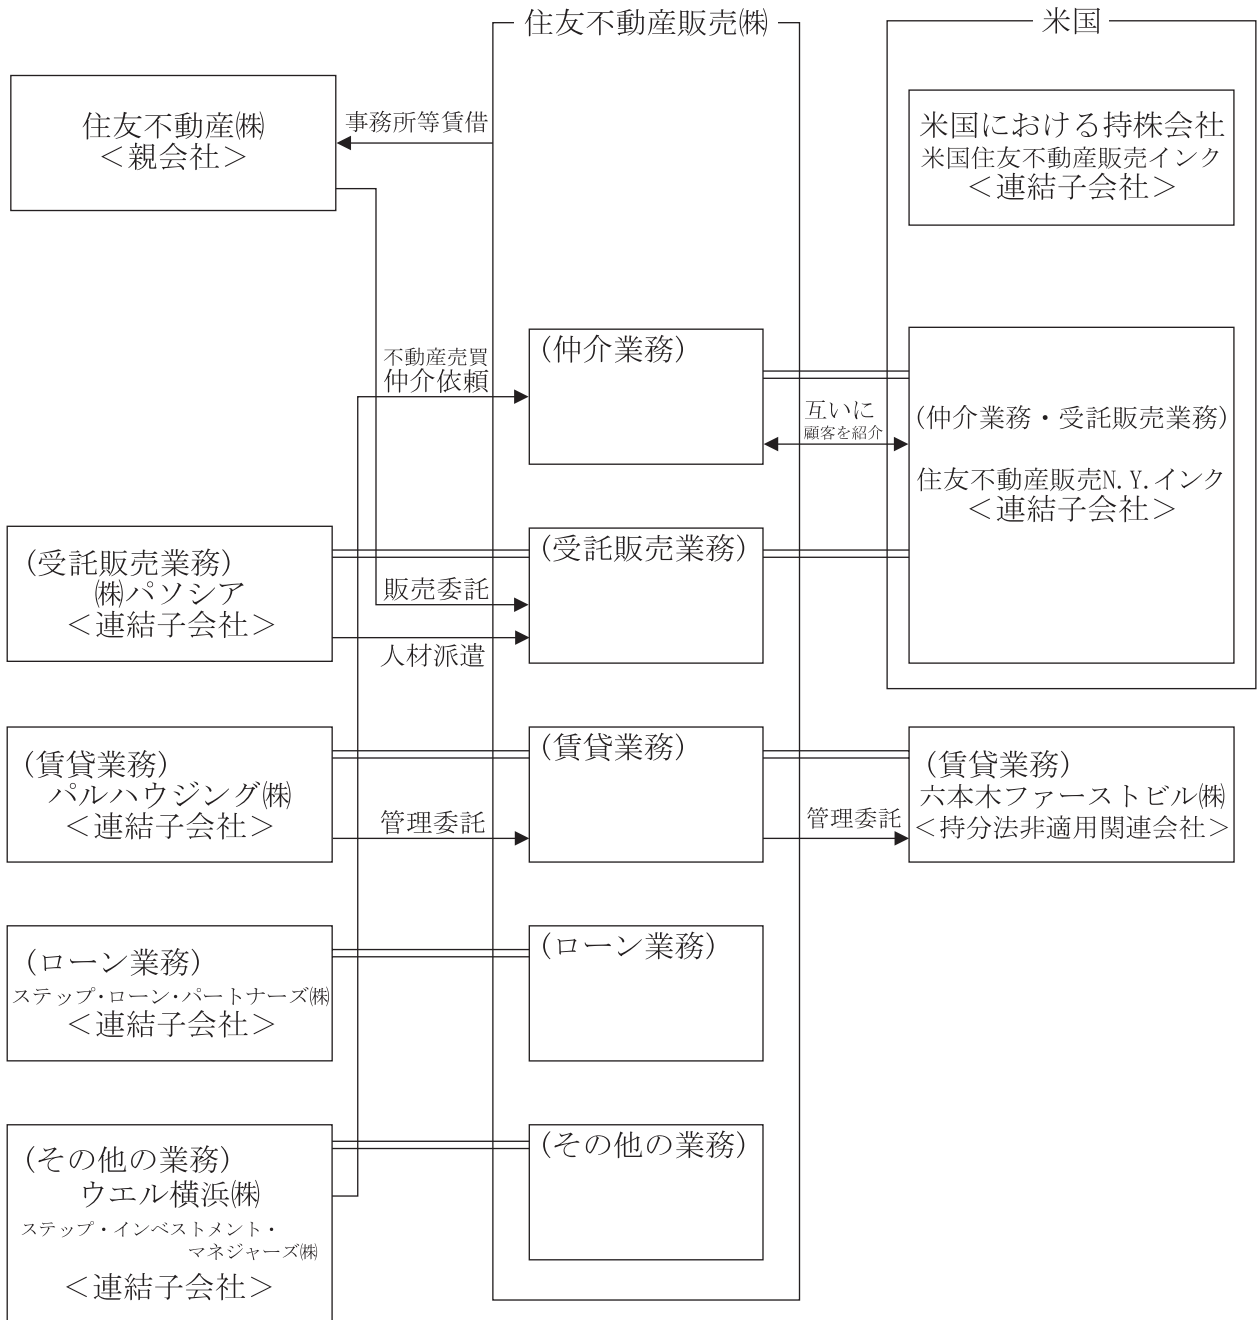 住友不動産販売㈱
米国
住友不動産㈱
＜親会社＞
事務所等賃借
米国における持株会社
米国住友不動産販売インク
＜連結子会社＞
不動産売買
仲介依頼
(仲介業務)
互いに
顧客を紹介
(仲介業務・受託販売業務)
住友不動産販売N.Y.インク
＜連結子会社＞
(受託販売業務)
㈱パソシア
＜連結子会社＞
販売委託
人材派遣
(受託販売業務)
(賃貸業務)
パルハウジング㈱
＜連結子会社＞
管理委託
(賃貸業務)
管理委託
(賃貸業務)
六本木ファーストビル㈱
＜持分法非適用関連会社＞
(ローン業務)
ステップ・ローン・パートナーズ㈱
＜連結子会社＞
(ローン業務)
(その他の業務)
ウエル横浜㈱
ステップ・インベストメント・
マネジャーズ㈱
＜連結子会社＞
(その他の業務)